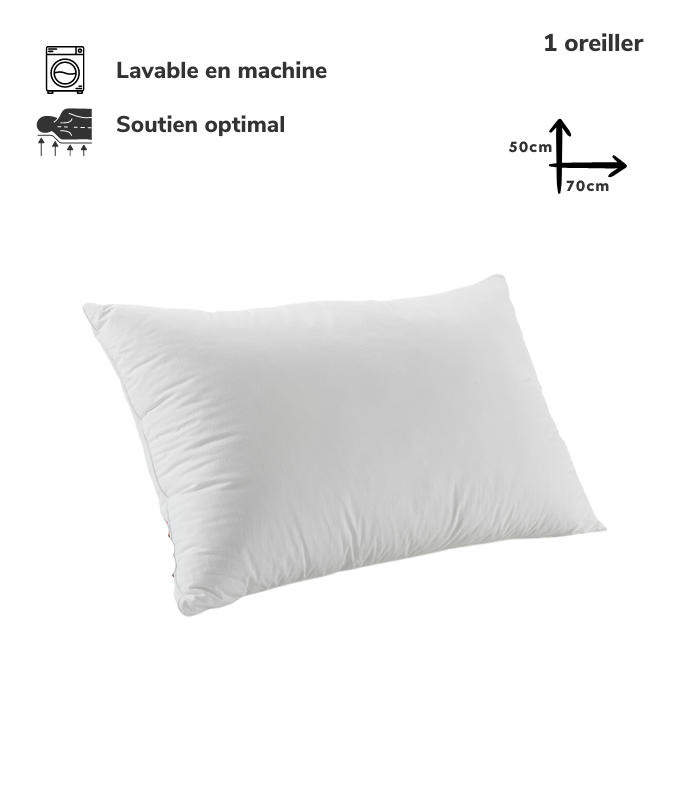 1 oreiller
Lavable en machine
Soutien optimal
50cm
70cm